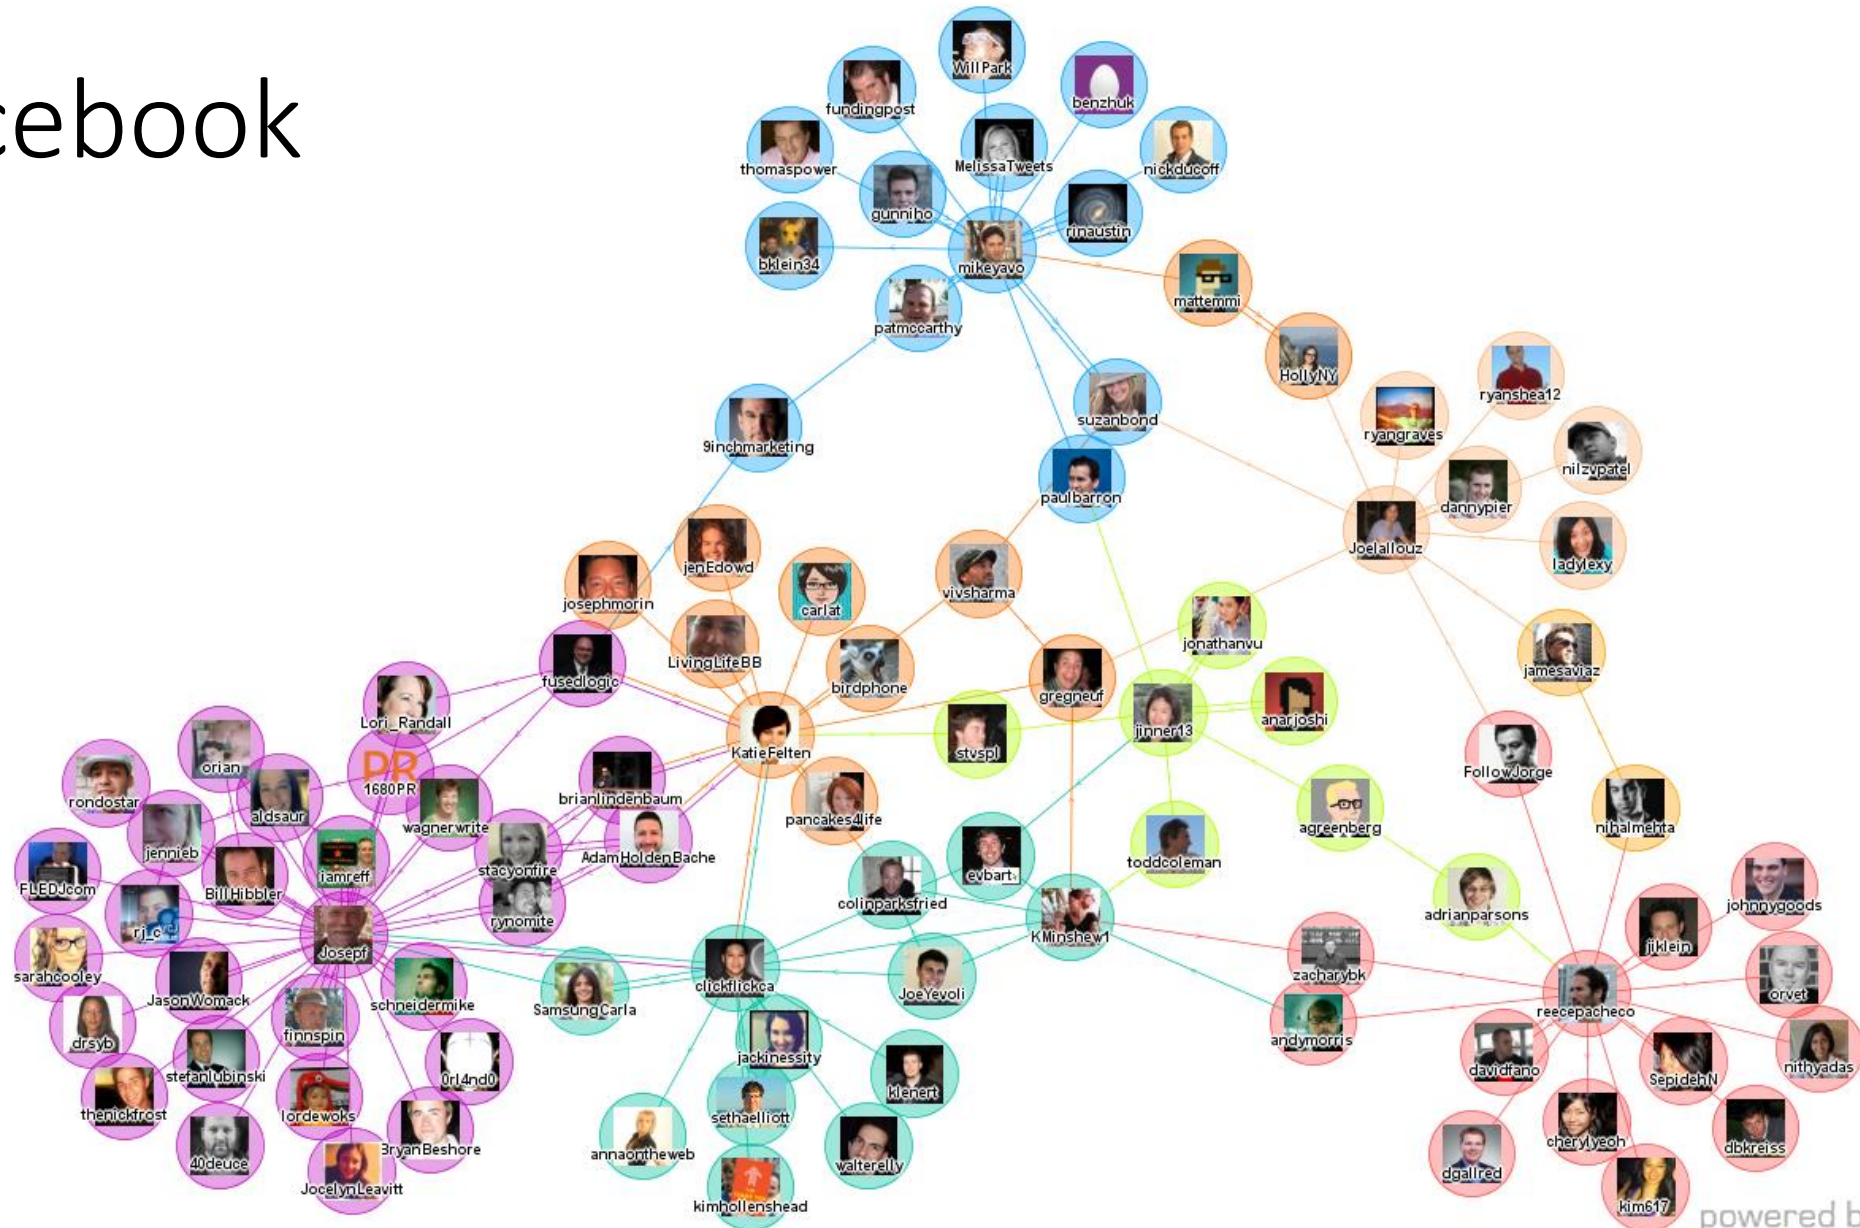 cebook
WillPark
benzhuk
fundingpost
MelissaTweets
thomaspower
nickducoff
gunniho
rinaustin
bklein34
mikeyavo
mattemmi
patmccarthy
HollyNY
ryanshea12
suzanbond
ryangraves
9inchmarketing
nilzvpatel
paulbarron
dannypier
Joelallouz
jenEdowd
ladylexy
josephmorin
carlat
vivsharma
jonathanvu
LivingLifeBB
jamesaviaz
fusedlogic
birdphone
gregneuf
Lori_Randall
anarjoshi
jinner13
KatieFelten
stvspl
orian
FollowJorge
1680PR
PR
rondostar
brianlindenbaum
aldsaur
wagnerwrite
pancakes4life
agreenberg
nihalmehta
jennieb
AdamHoldenBache
toddcoleman
stacyonfire
iamreff
evbart
FLEDJcom
BillHibbler
colinparksfried
johnnygoods
adrianparsons
rynomite
rj_c
KMinshew1
jiklein
Josepf
sarahcooley
zacharybk
clickflickca
JoeYevoli
orvet
JasonWomack
schneidermike
SamsungCarla
reecepacheco
finnspin
andymorris
drsyb
jackinessity
nithyadas
davidfano
stefanlubinski
0rl4nd0
SepidehN
klenert
thenickfrost
lordewoks
sethaelliott
cherylyeoh
BryanBeshore
dbkreiss
annaontheweb
40deuce
walterelly
dgallred
JocelynLeavitt
kimhollenshead
kim617
powered b